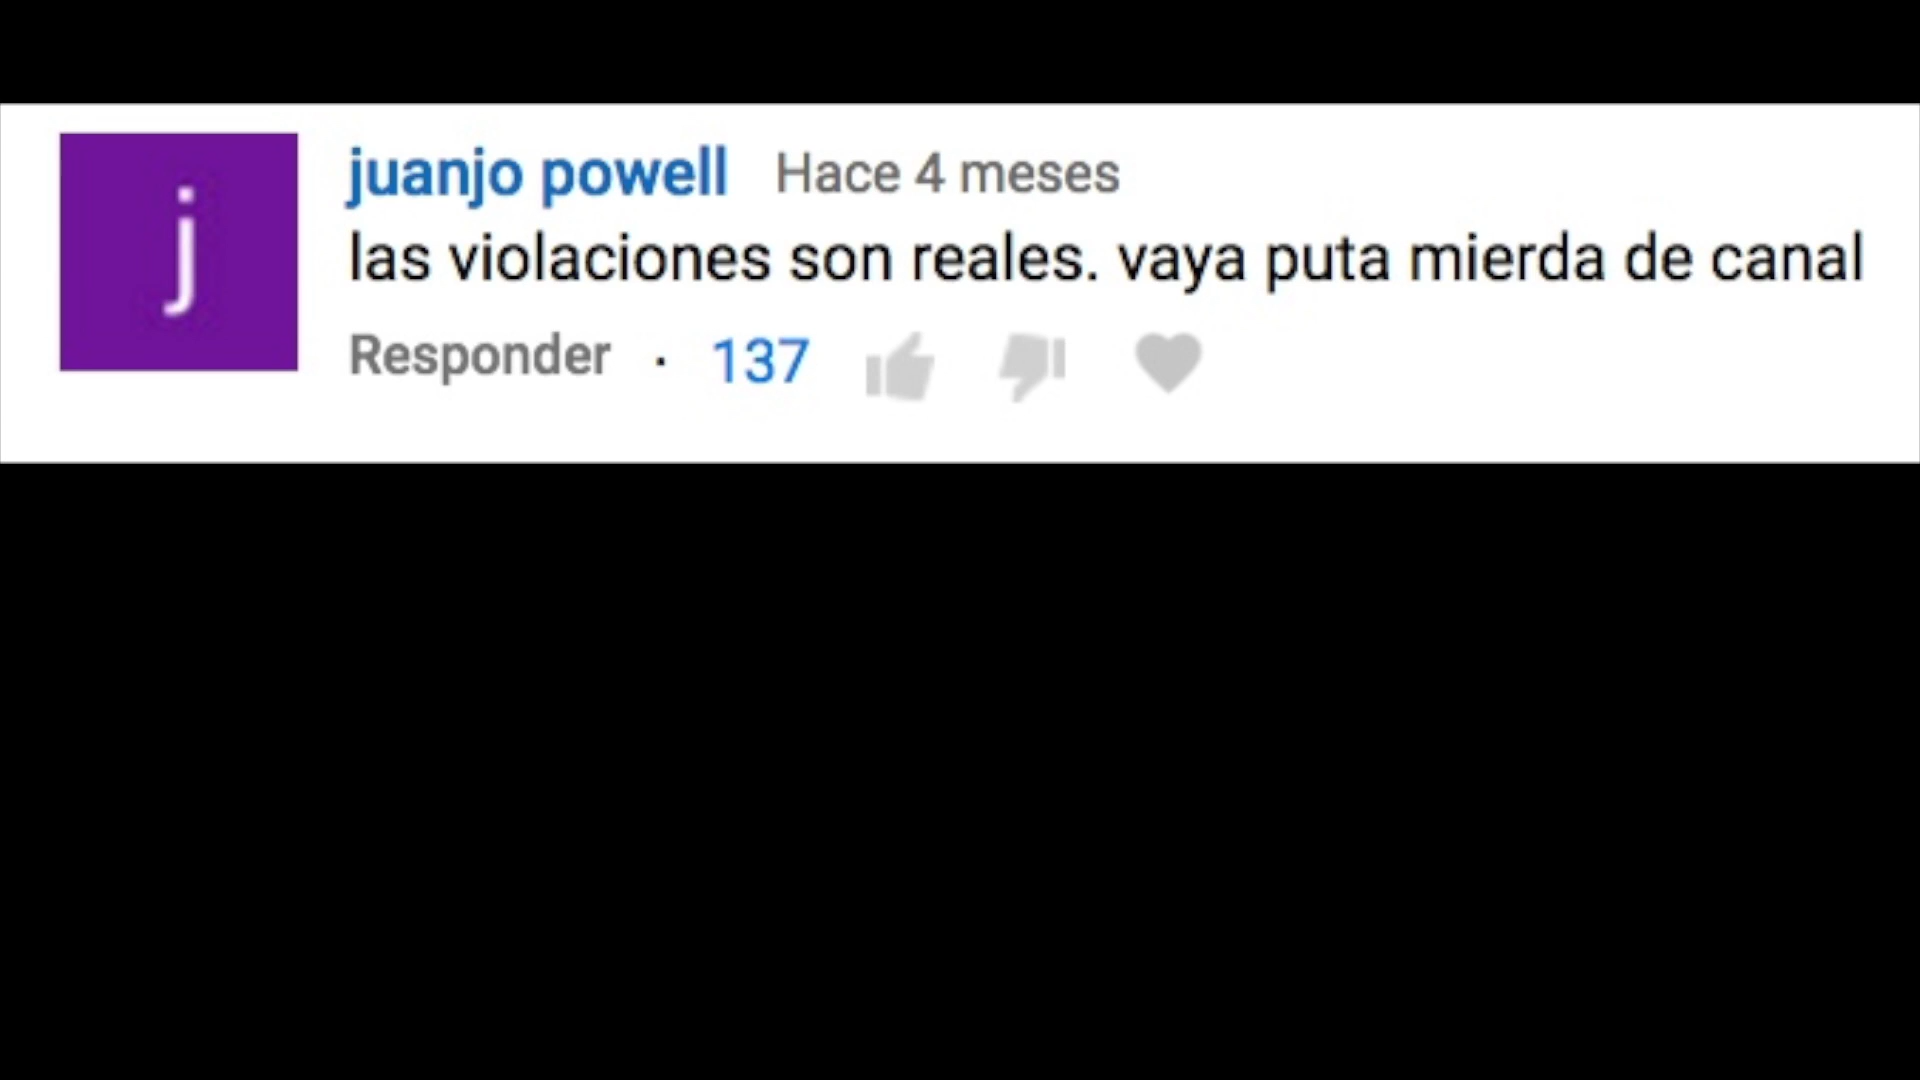 j
juanjo powell Hace 4 meses
las violaciones son reales. vaya puta mierda de canal
Responder · 137